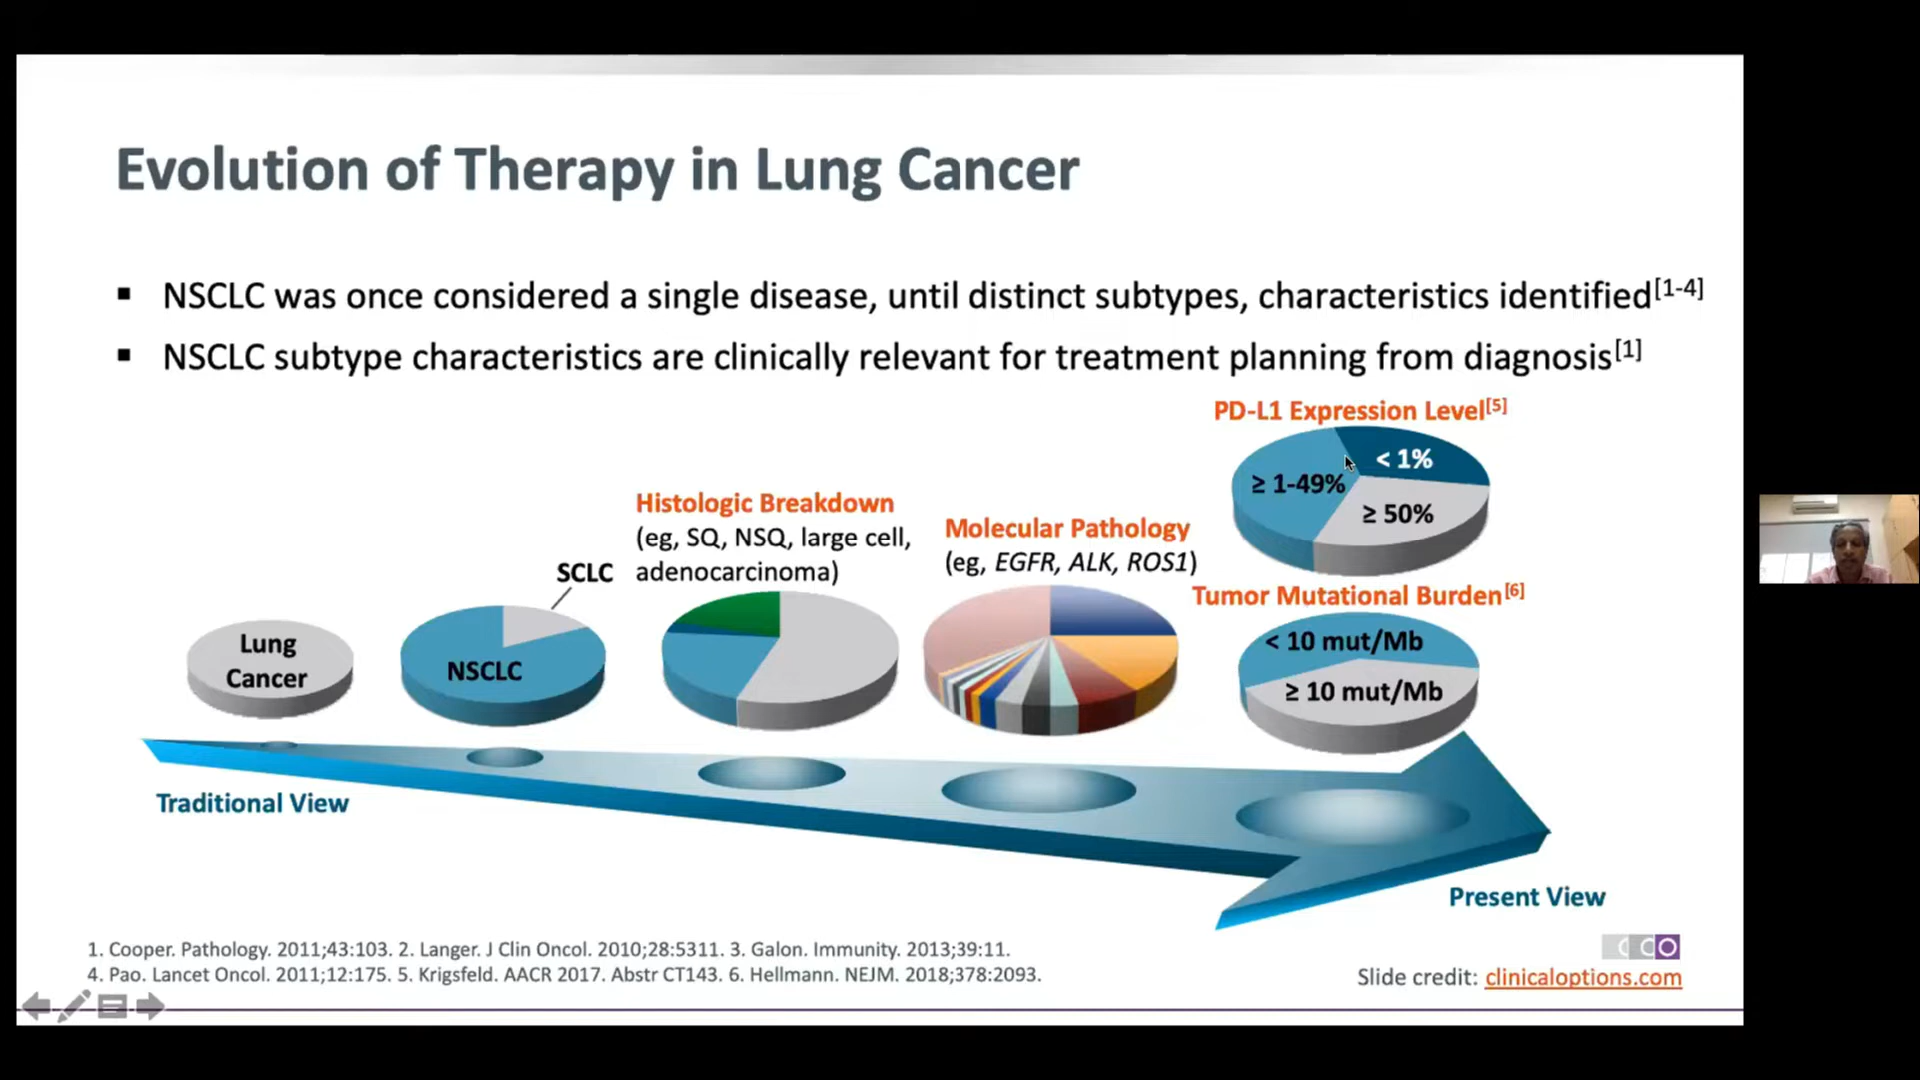 Evolution of Therapy in Lung Cancer
▪ NSCLC was once considered a single disease, until distinct subtypes, characteristics identified[1-4]
▪ NSCLC subtype characteristics are clinically relevant for treatment planning from diagnosis[1]
PD-L1 Expression Level[5]
< 1%
≥ 1-49%
≥ 50%
Histologic Breakdown
(eg, SQ, NSQ, large cell,
adenocarcinoma)
Molecular Pathology
(eg, EGFR, ALK, ROS1)
SCLC
NSCLC
Lung
Cancer
Tumor Mutational Burden[6]
< 10 mut/Mb
≥ 10 mut/Mb
Traditional View
Present View
1. Cooper. Pathology. 2011;43:103. 2. Langer. J Clin Oncol. 2010;28:5311. 3. Galon. Immunity. 2013;39:11.
4. Pao. Lancet Oncol. 2011;12:175. 5. Krigsfeld. AACR 2017. Abstr CT143. 6. Hellmann. NEJM. 2018;378:2093.
CCO
Slide credit: clinicaloptions.com